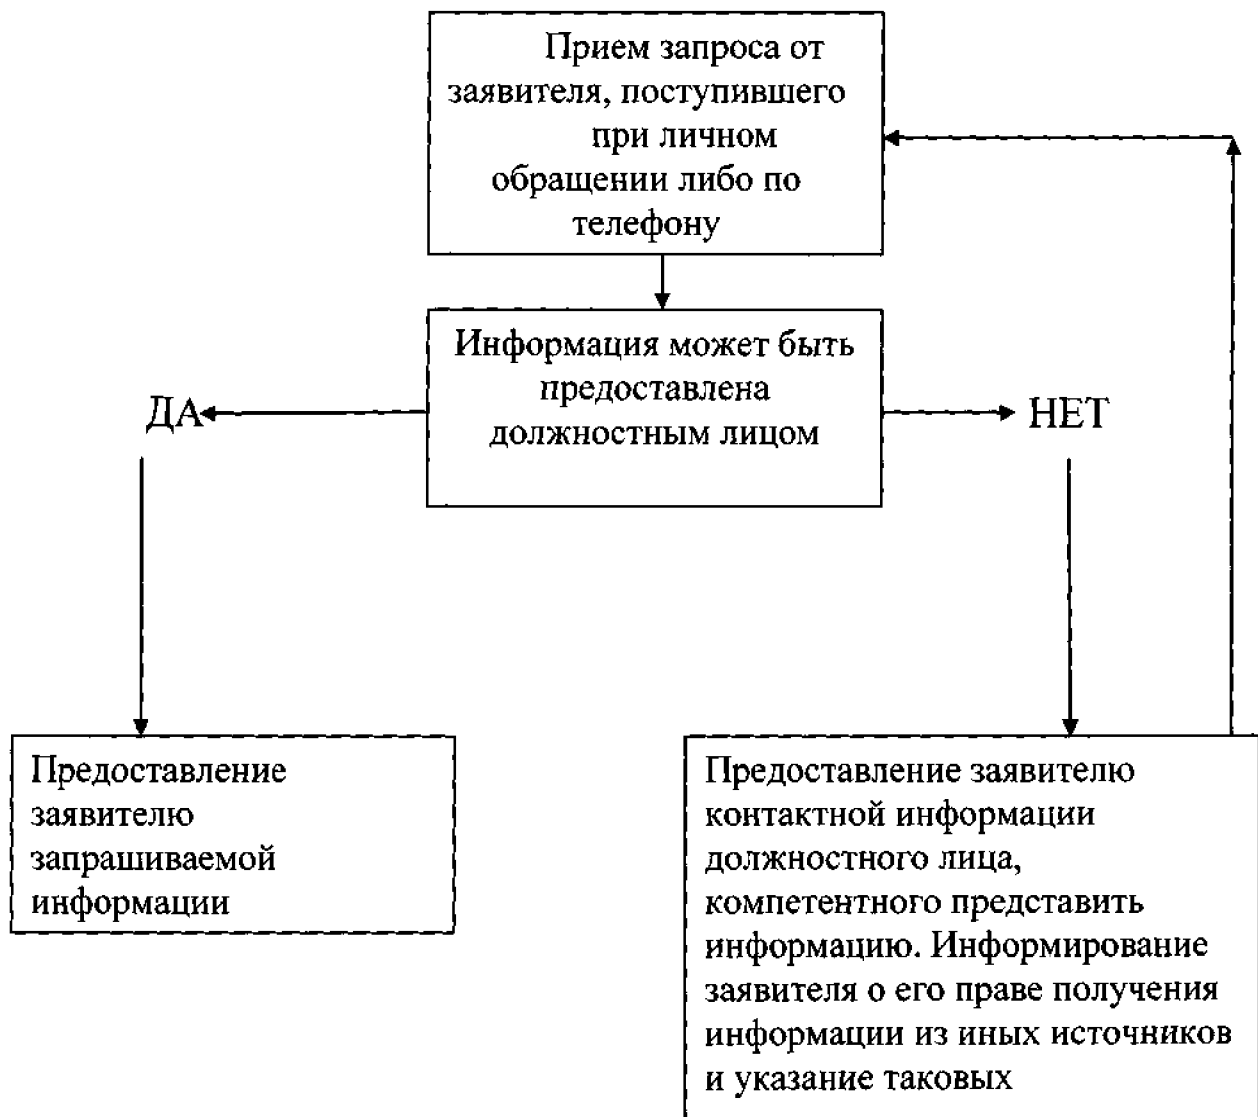 Прием запроса от
заявителя, поступившего
при личном
обращении либо по
телефону
Информация может быть
предоставлена
должностным лицом
ДА
НЕТ
Предоставление
заявителю
запрашиваемой
информации
Предоставление заявителю
контактной информации
должностного лица,
компетентного представить
информацию. Информирование
заявителя о его праве получения
информации из иных источников
и указание таковых